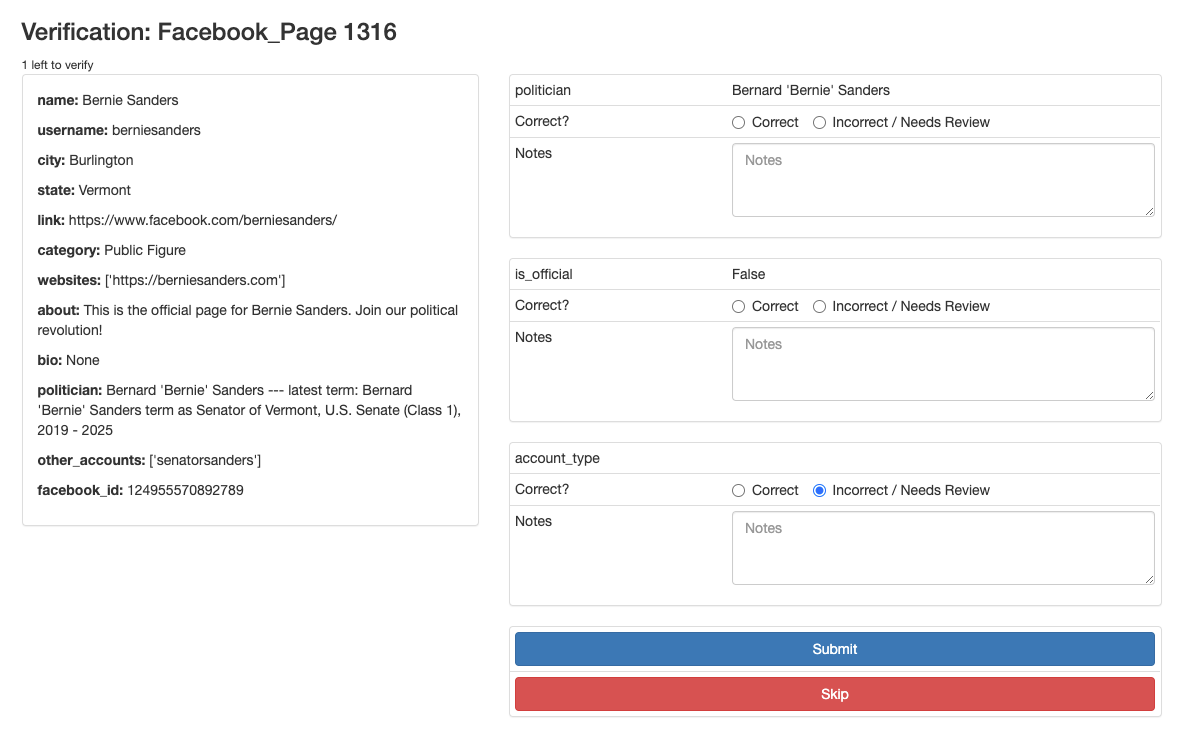 Verification: Facebook_Page 1316
1 left to verify
name: Bernie Sanders
username: berniesanders
city: Burlington
state: Vermont
link: https://www.facebook.com/berniesanders/
category: Public Figure
websites: ['https://berniesanders.com']
about: This is the official page for Bernie Sanders. Join our political
revolution!
bio: None
politician: Bernard 'Bernie' Sanders --- latest term: Bernard
'Bernie' Sanders term as Senator of Vermont, U.S. Senate (Class 1),
2019 - 2025
other_accounts: ['senatorsanders']
facebook_id: 124955570892789
politician Bernard 'Bernie' Sanders
Correct? Correct Incorrect / Needs Review
Notes Notes
is_official False
Correct? Correct Incorrect / Needs Review
Notes Notes
account_type
Correct? Correct Incorrect / Needs Review
Notes Notes
Submit
Skip